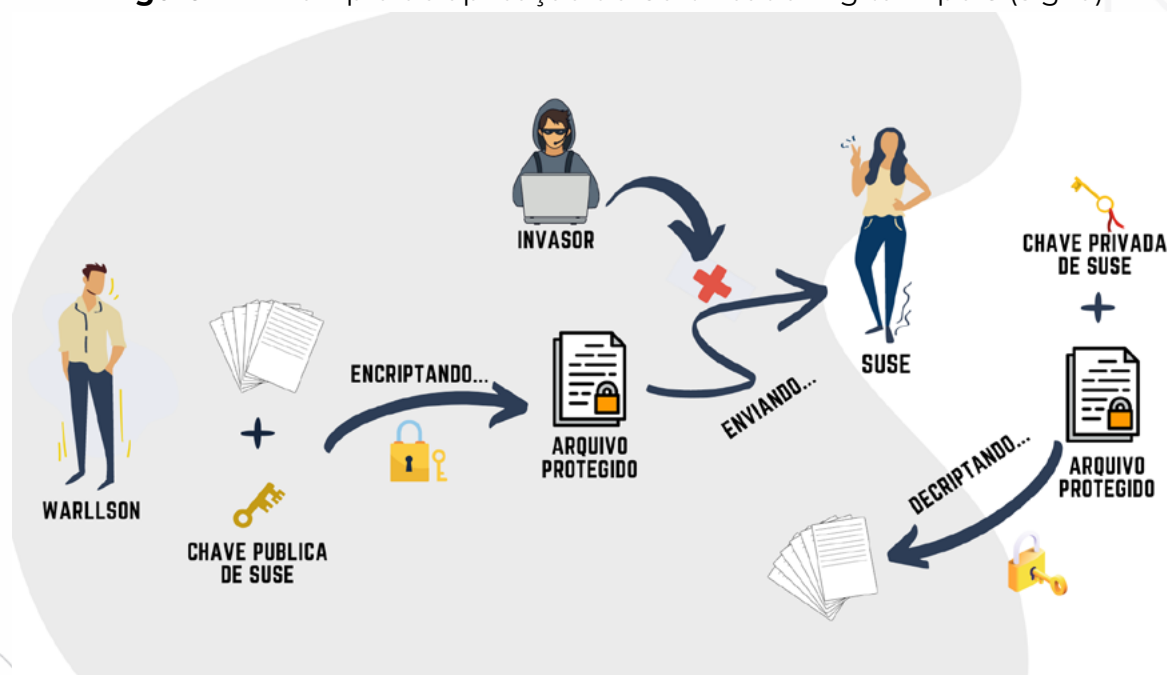 INVASOR
CHAVE PRIVADA
DE SUSE
ENCRIPTANDO...
SUSE
ENVIANDO...
ARQUIVO
PROTEGIDO
DECRIPTANDO...
ARQUIVO
PROTEGIDO
WARLLSON
CHAVE PUBLICA
DE SUSE